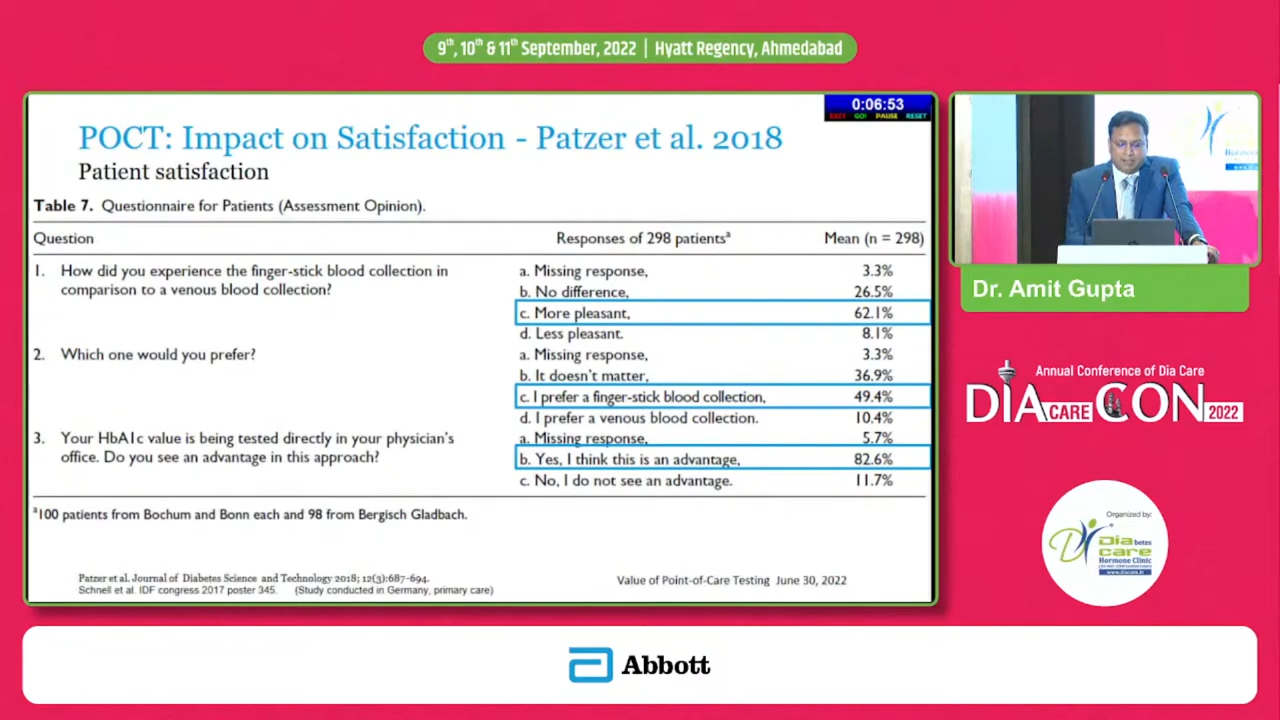 9th, 10th & 11th September, 2022 | Hyatt Regency, Ahmedabad
0:06:53
EXIT GO! PAUSE RESET
POCT: Impact on Satisfaction - Patzer et al. 2018
Patient satisfaction
Table 7. Questionnaire for Patients (Assessment Opinion).
Question Responses of 298 patientsᵃ Mean (n = 298)
1. How did you experience the finger-stick blood collection in a. Missing response, 3.3%
comparison to a venous blood collection? b. No difference, 26.5%
c. More pleasant, 62.1%
d. Less pleasant. 8.1%
2. Which one would you prefer? a. Missing response, 3.3%
b. It doesn't matter, 36.9%
c. I prefer a finger-stick blood collection, 49.4%
d. I prefer a venous blood collection. 10.4%
3. Your HbA1c value is being tested directly in your physician's a. Missing response, 5.7%
office. Do you see an advantage in this approach? b. Yes, I think this is an advantage, 82.6%
c. No, I do not see an advantage. 11.7%
ᵃ100 patients from Bochum and Bonn each and 98 from Bergisch Gladbach.
Patzer et al. Journal of Diabetes Science and Technology 2018; 12(3):687-694.
Schnell et al. IDF congress 2017 poster 345. (Study conducted in Germany, primary care)
Value of Point-of-Care Testing June 30, 2022
Dr. Amit Gupta
Annual Conference of Dia Care
DIA CARE CON 2022
Organized by:
Diabetes
care
Hormone Clinic
www.diacare.in
Abbott